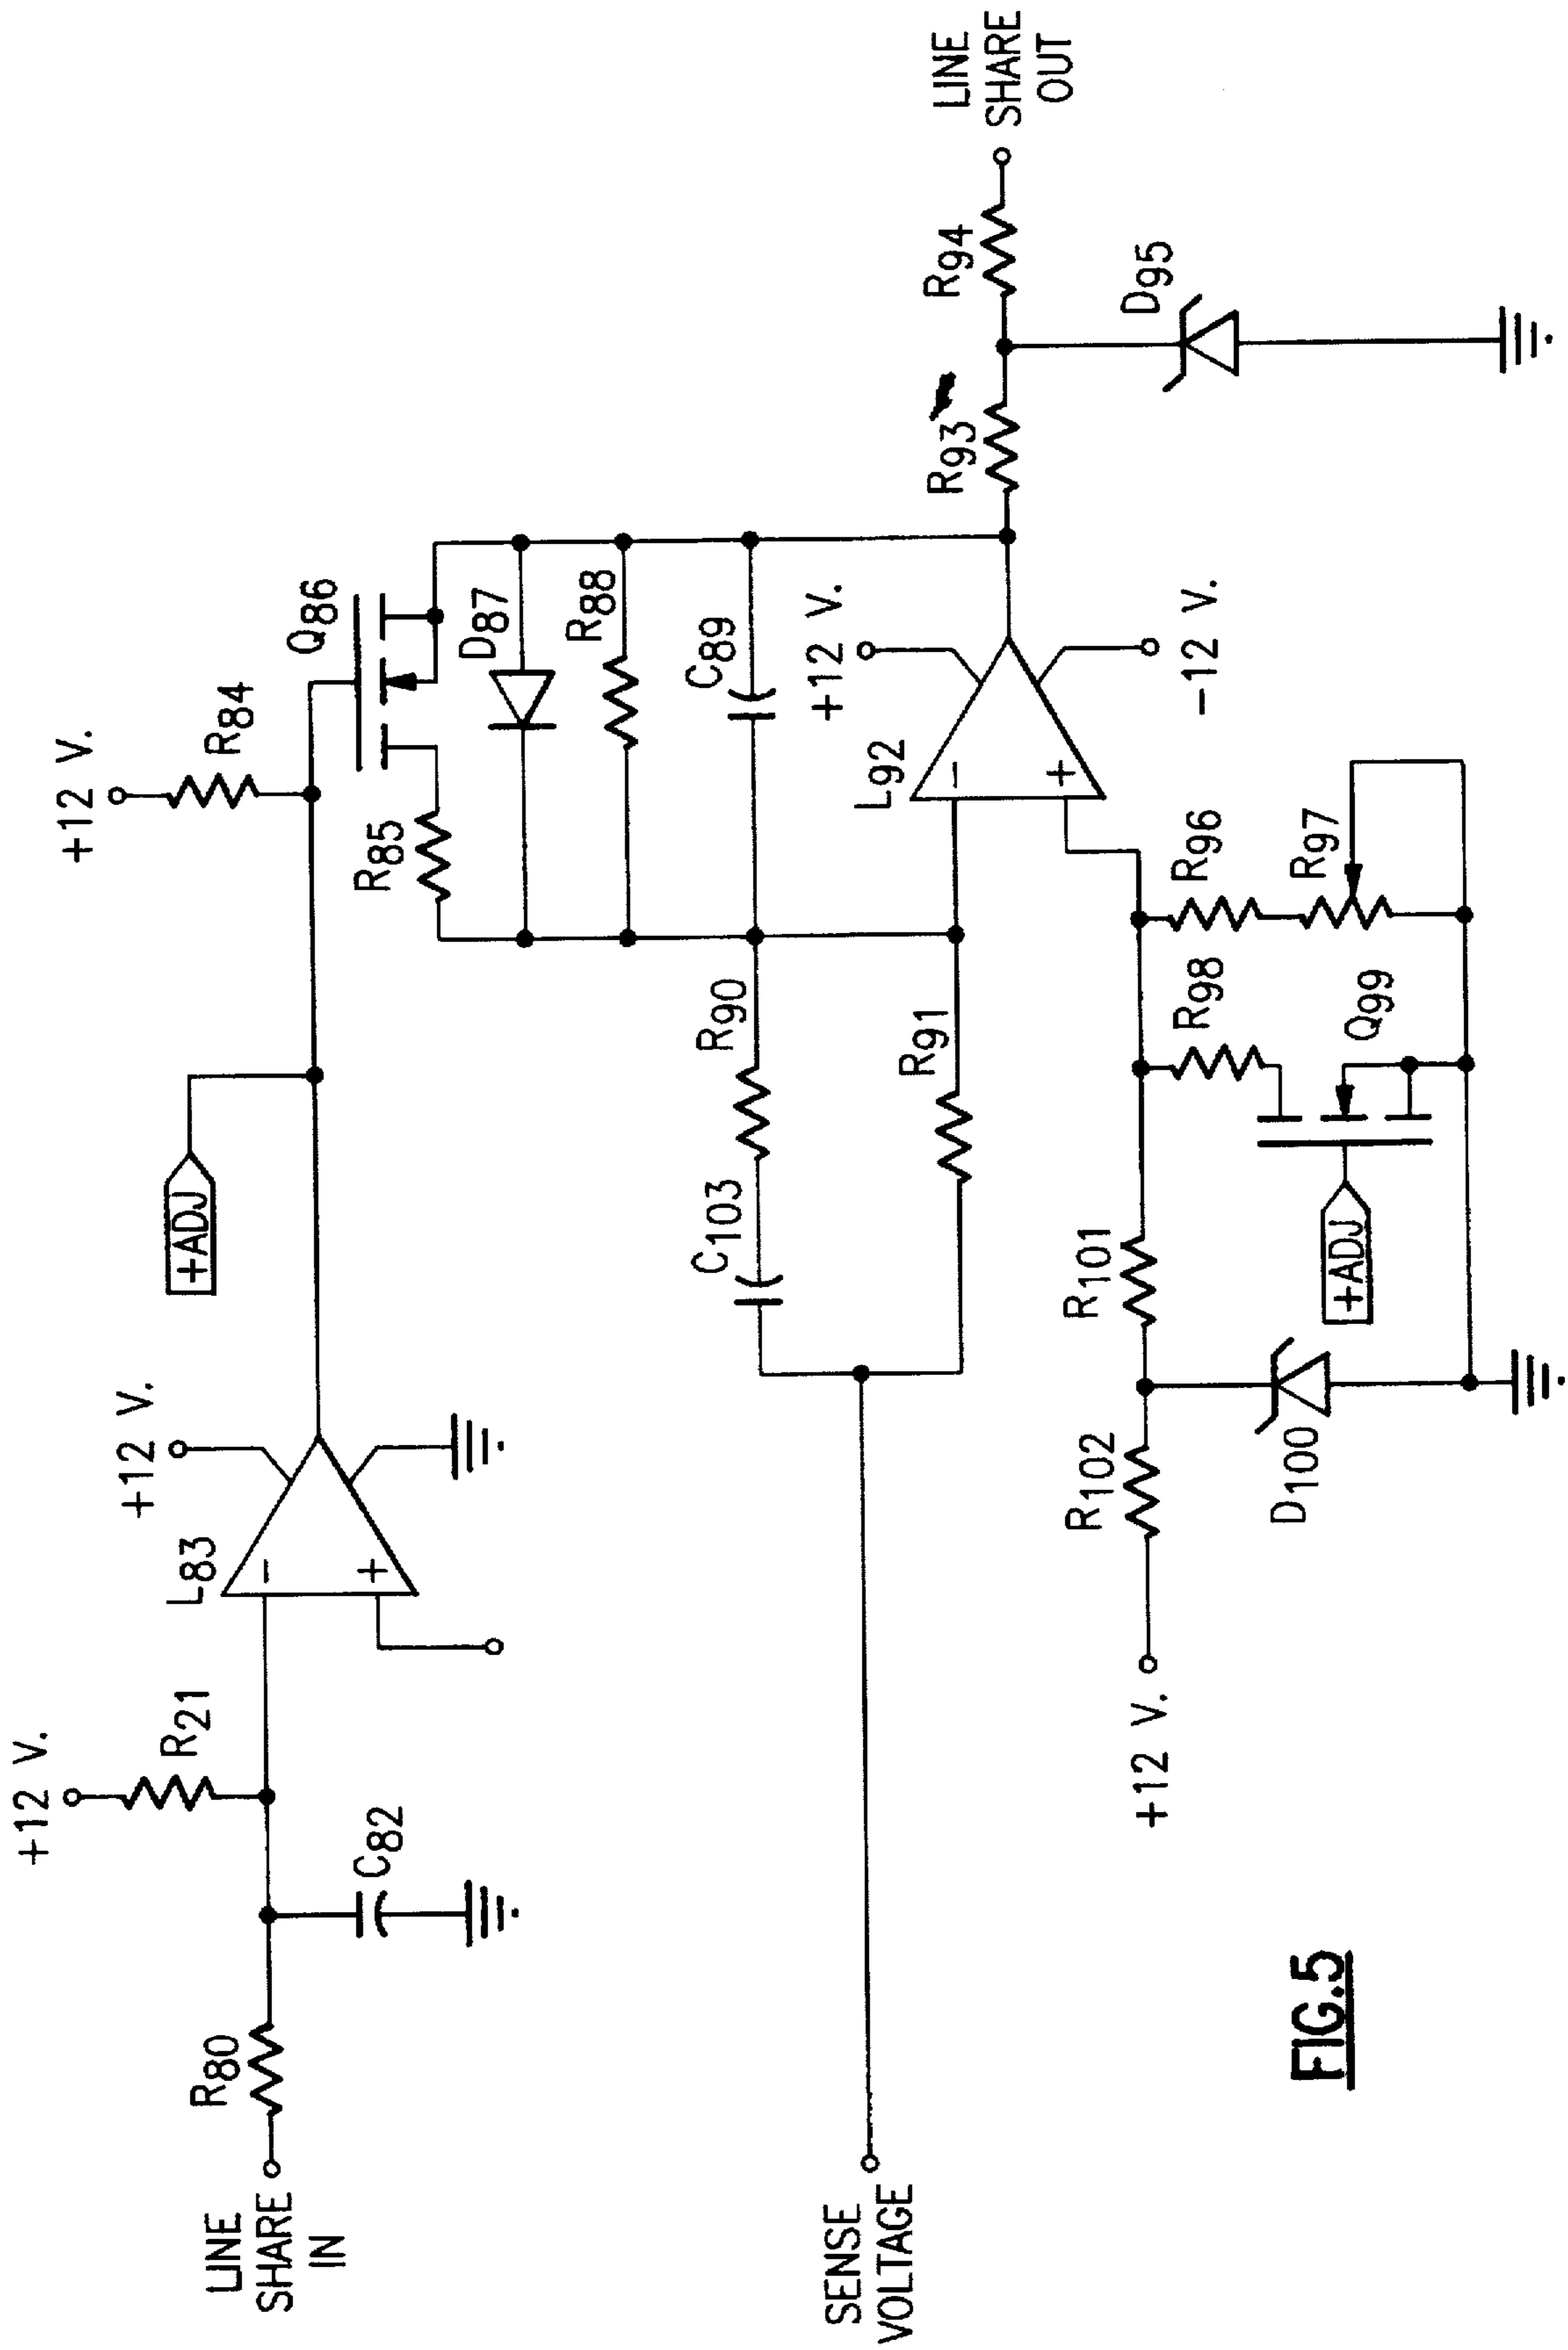 +12 V.
R84
Q86
R85
D87
R88
C89
+ADJ
+12 V.
L83
-
+
+12 V.
R21
R80
C82
LINE
SHARE
IN
SENSE
VOLTAGE
C103
R90
R91
L92
-
+
+12 V.
-12 V.
R93
R94
LINE
SHARE
OUT
D95
R96
R97
R98
Q99
+ADJ
R101
R102
D100
+12 V.
FIG.5